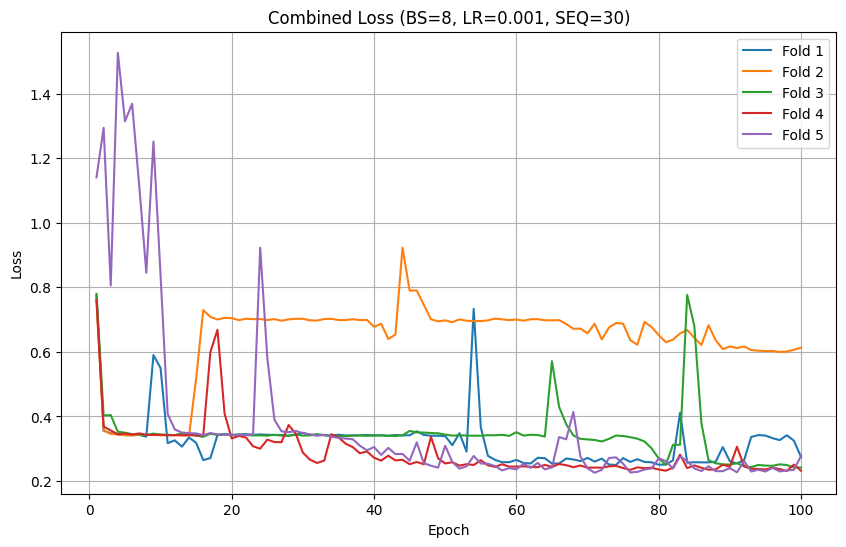 Combined Loss (BS=8, LR=0.001, SEQ=30)
Fold 1
Fold 2
Fold 3
Fold 4
Fold 5
Loss
1.4
1.2
1.0
0.8
0.6
0.4
0.2
0 20 40 60 80 100
Epoch